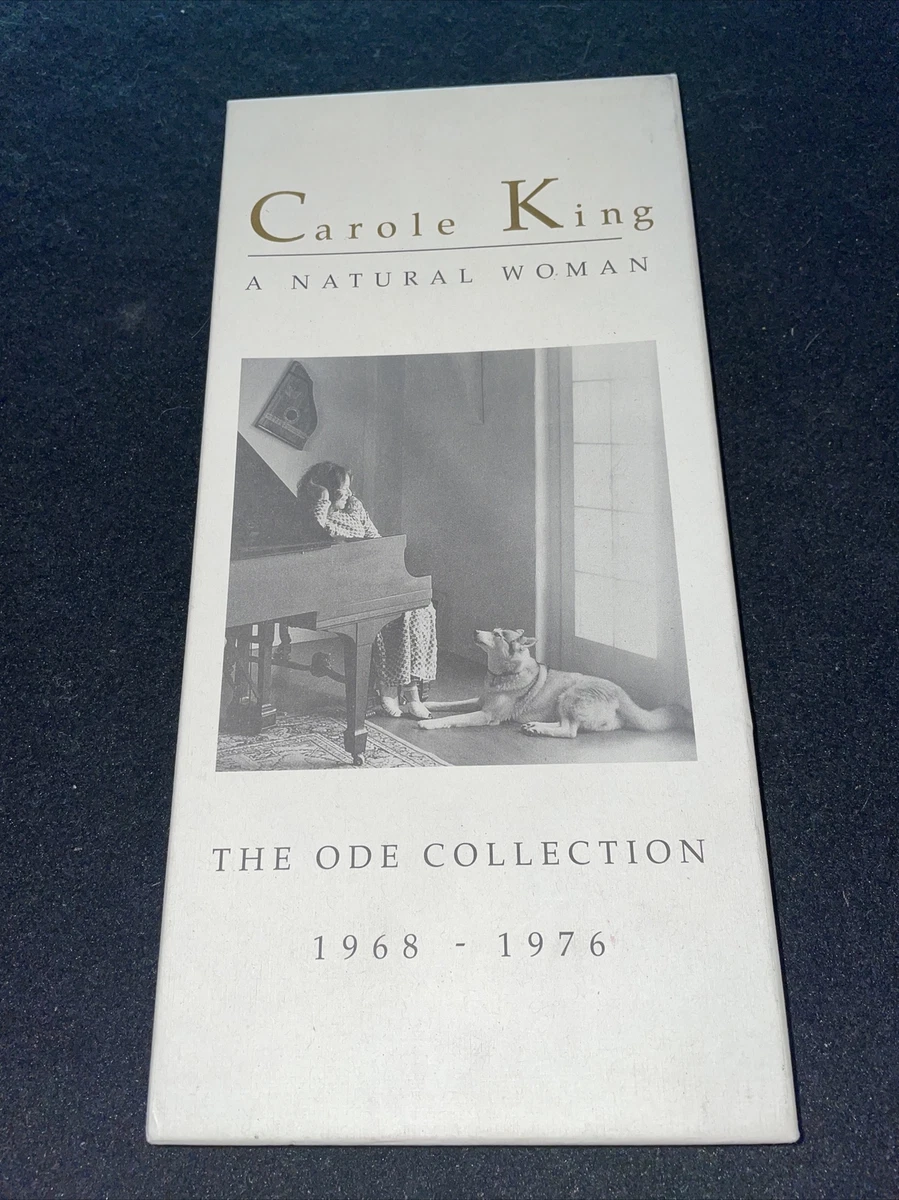 Carole King
A NATURAL WOMAN
THE ODE COLLECTION
1968 - 1976